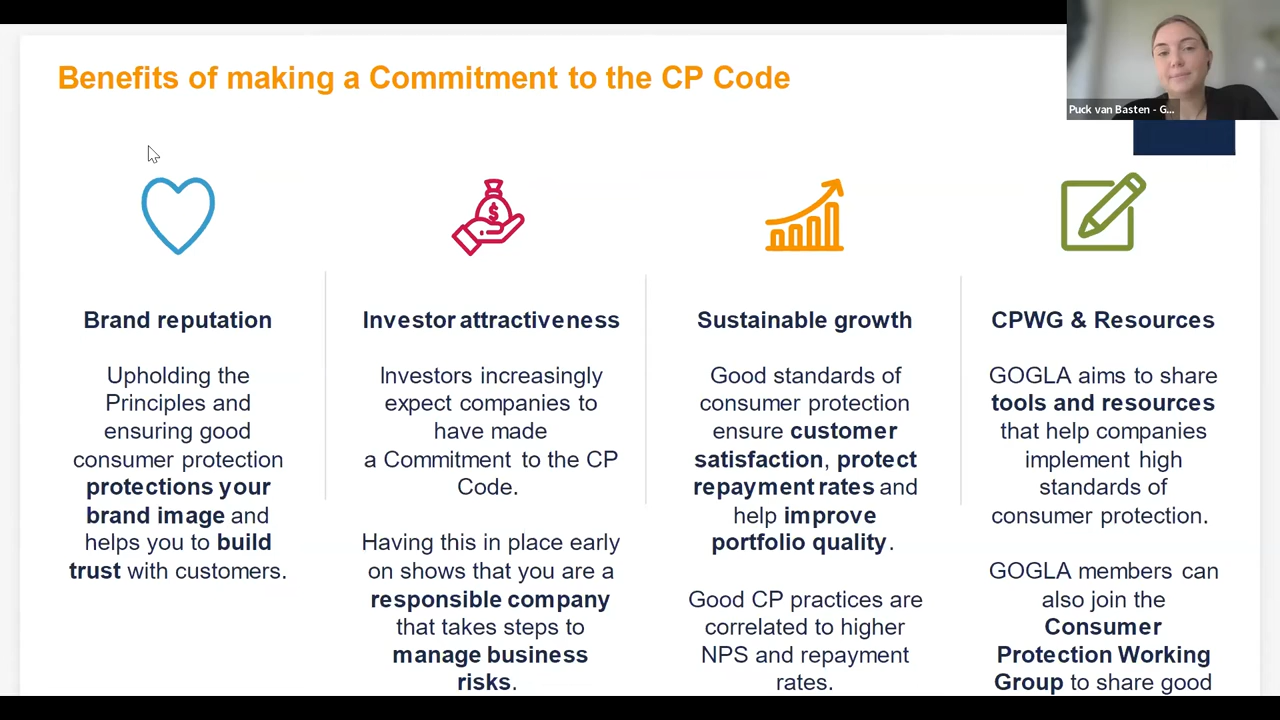 Benefits of making a Commitment to the CP Code
Puck van Basten - G...
$
Brand reputation
Upholding the
Principles and
ensuring good
consumer protection
protections your
brand image and
helps you to build
trust with customers.
Investor attractiveness
Investors increasingly
expect companies to
have made
a Commitment to the CP
Code.
Having this in place early
on shows that you are a
responsible company
that takes steps to
manage business
risks.
Sustainable growth
Good standards of
consumer protection
ensure customer
satisfaction, protect
repayment rates and
help improve
portfolio quality.
Good CP practices are
correlated to higher
NPS and repayment
rates.
CPWG & Resources
GOGLA aims to share
tools and resources
that help companies
implement high
standards of
consumer protection.
GOGLA members can
also join the
Consumer
Protection Working
Group to share good